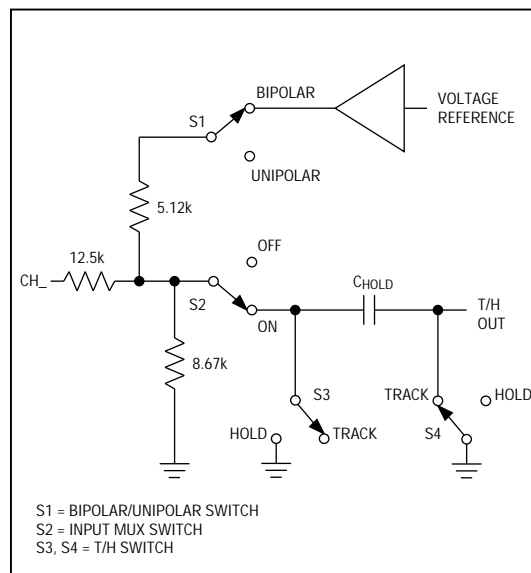 BIPOLAR
VOLTAGE
REFERENCE
S1
UNIPOLAR
5.12k
12.5k
OFF
CH_
CHOLD
S2
ON
T/H
OUT
8.67k
S3
TRACK
HOLD
HOLD
TRACK
S4
S1 = BIPOLAR/UNIPOLAR SWITCH
S2 = INPUT MUX SWITCH
S3, S4 = T/H SWITCH